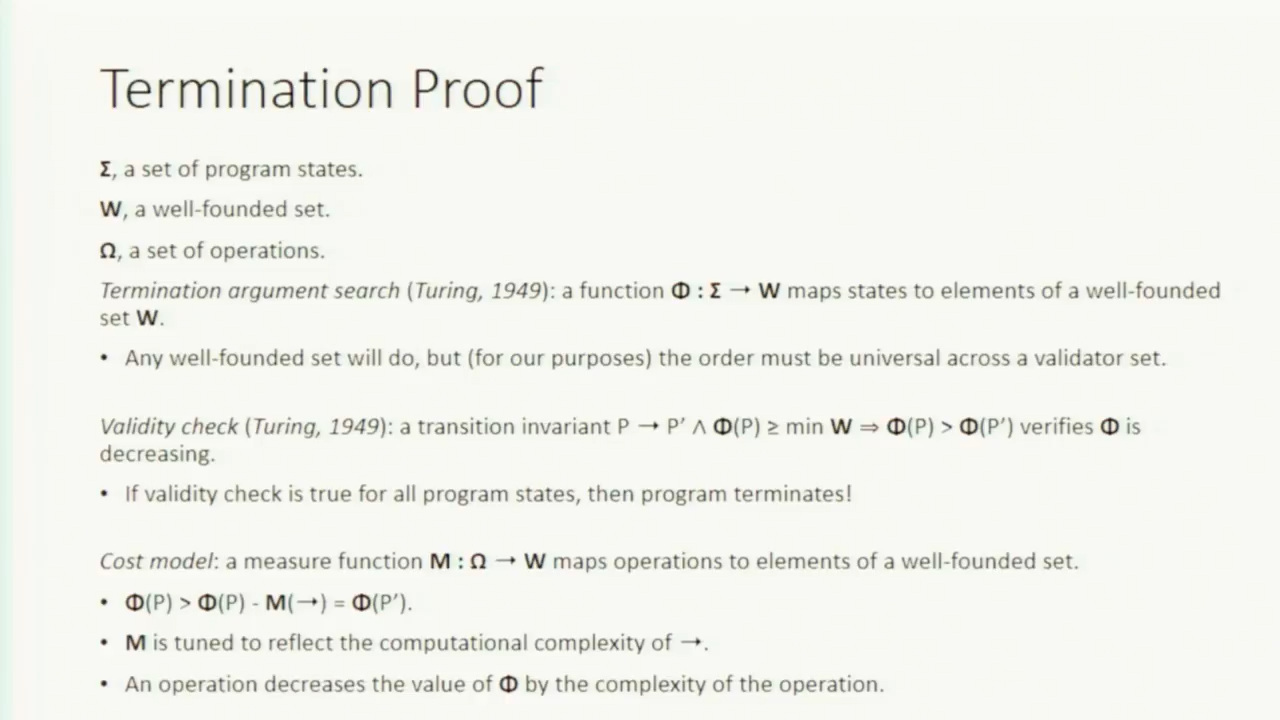 Termination Proof
Σ, a set of program states.
W, a well-founded set.
Ω, a set of operations.
Termination argument search (Turing, 1949): a function Φ : Σ → W maps states to elements of a well-founded
set W.
• Any well-founded set will do, but (for our purposes) the order must be universal across a validator set.
Validity check (Turing, 1949): a transition invariant P → P′ ∧ Φ(P) ≥ min W ⇒ Φ(P) > Φ(P′) verifies Φ is
decreasing.
• If validity check is true for all program states, then program terminates!
Cost model: a measure function M : Ω → W maps operations to elements of a well-founded set.
• Φ(P) > Φ(P) - M(→) = Φ(P′).
• M is tuned to reflect the computational complexity of →.
• An operation decreases the value of Φ by the complexity of the operation.